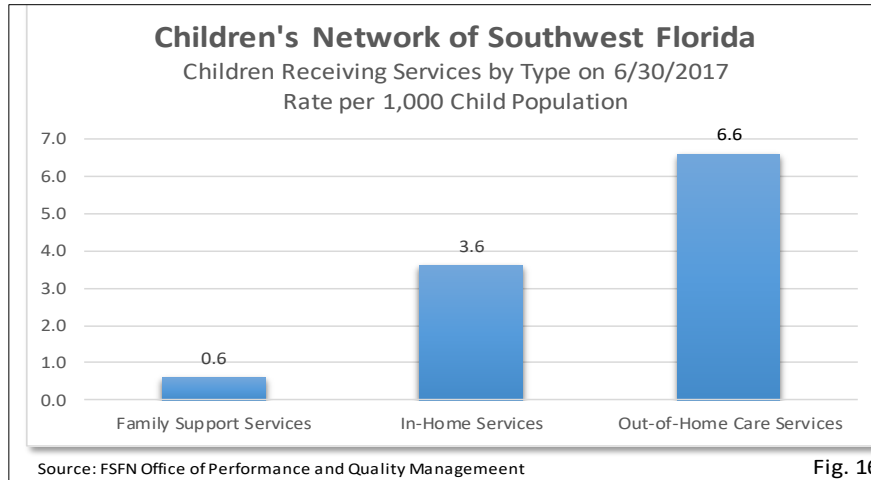 Children's Network of Southwest Florida
Children Receiving Services by Type on 6/30/2017
Rate per 1,000 Child Population
7.0
6.0
5.0
4.0
3.0
2.0
1.0
0.0
0.6
3.6
6.6
Family Support Services
In-Home Services
Out-of-Home Care Services
Source: FSFN Office of Performance and Quality Managemeent
Fig. 16